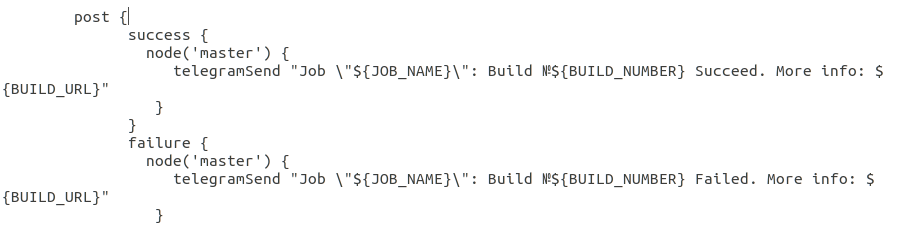 post {
success {
node('master') {
telegramSend "Job \"${JOB_NAME}\": Build №${BUILD_NUMBER} Succeed. More info: $
{BUILD_URL}"
}
}
failure {
node('master') {
telegramSend "Job \"${JOB_NAME}\": Build №${BUILD_NUMBER} Failed. More info: $
{BUILD_URL}"
}